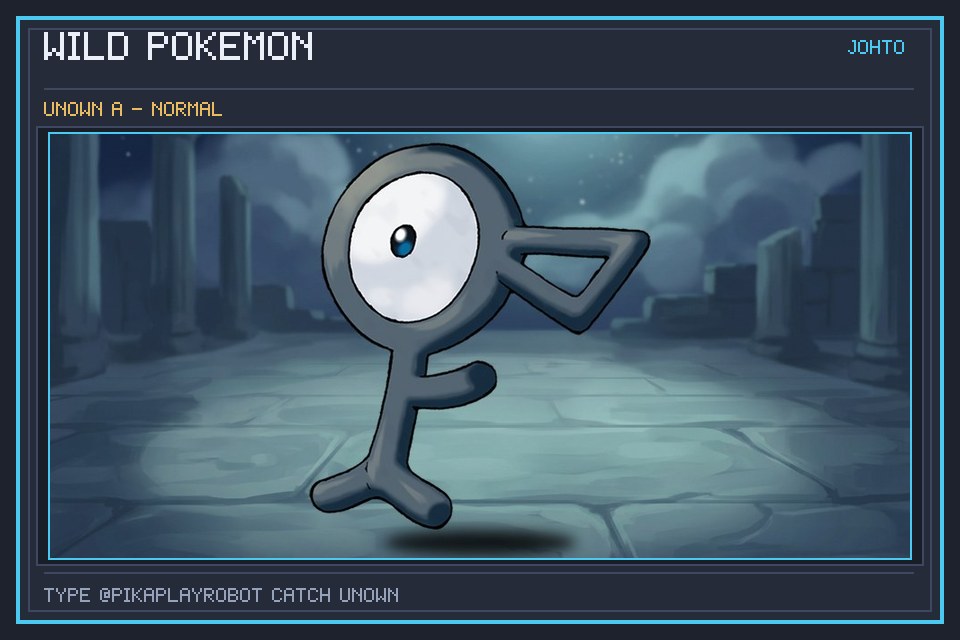 WILD POKEMON
JOHTO
UNOWN A - NORMAL
TYPE @PIKAPLAYROBOT CATCH UNOWN